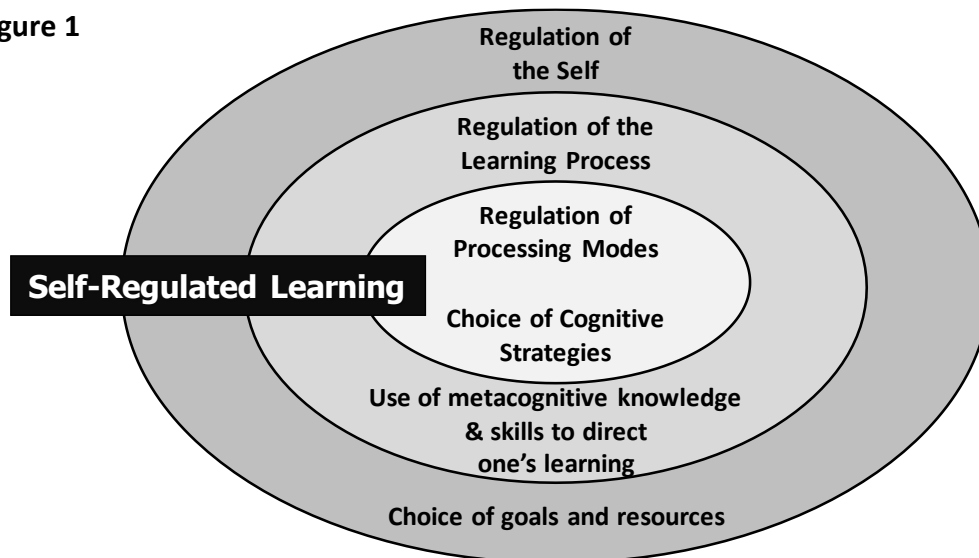 gure 1
Regulation of
the Self
Regulation of the
Learning Process
Regulation of
Processing Modes
Self-Regulated Learning
Choice of Cognitive
Strategies
Use of metacognitive knowledge
& skills to direct
one’s learning
Choice of goals and resources